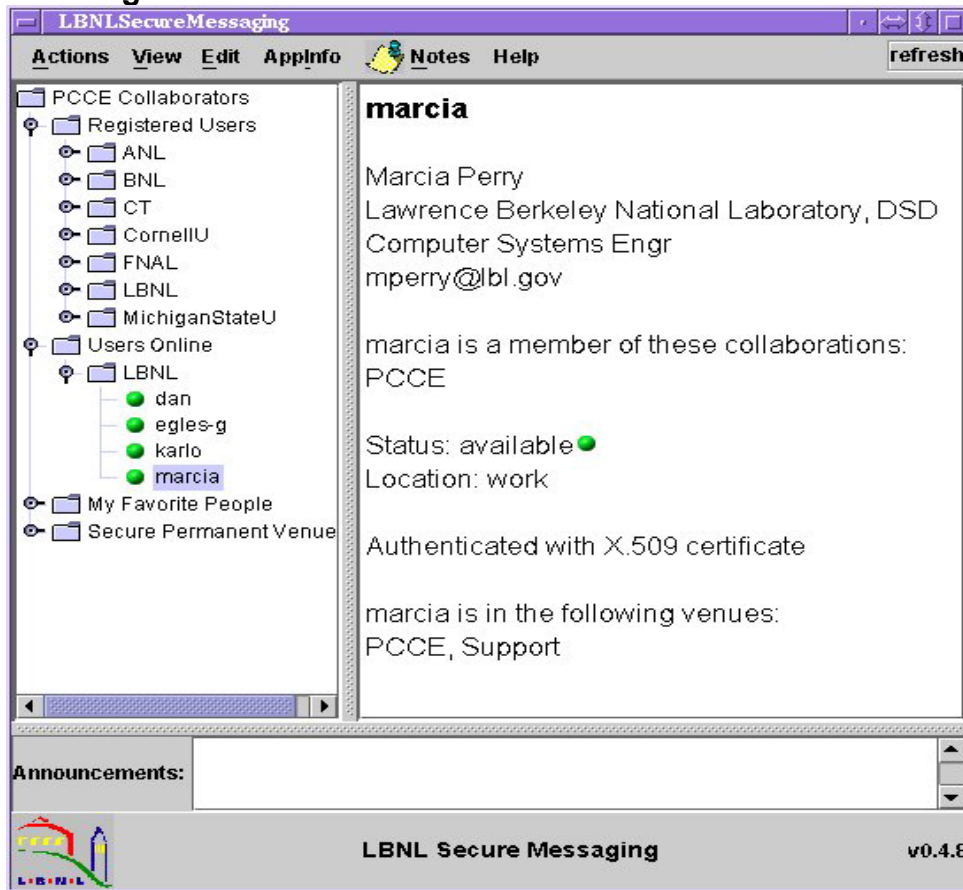 LBNLSecureMessaging
Actions View Edit AppInfo Notes Help refresh
PCCE Collaborators
Registered Users
ANL
BNL
CT
CornellU
FNAL
LBNL
MichiganStateU
Users Online
LBNL
dan
egles-g
karlo
marcia
My Favorite People
Secure Permanent Venue
marcia
Marcia Perry
Lawrence Berkeley National Laboratory, DSD
Computer Systems Engr
mperry@lbl.gov
marcia is a member of these collaborations:
PCCE
Status: available
Location: work
Authenticated with X.509 certificate
marcia is in the following venues:
PCCE, Support
Announcements:
L·B·N·L
LBNL Secure Messaging
v0.4.8